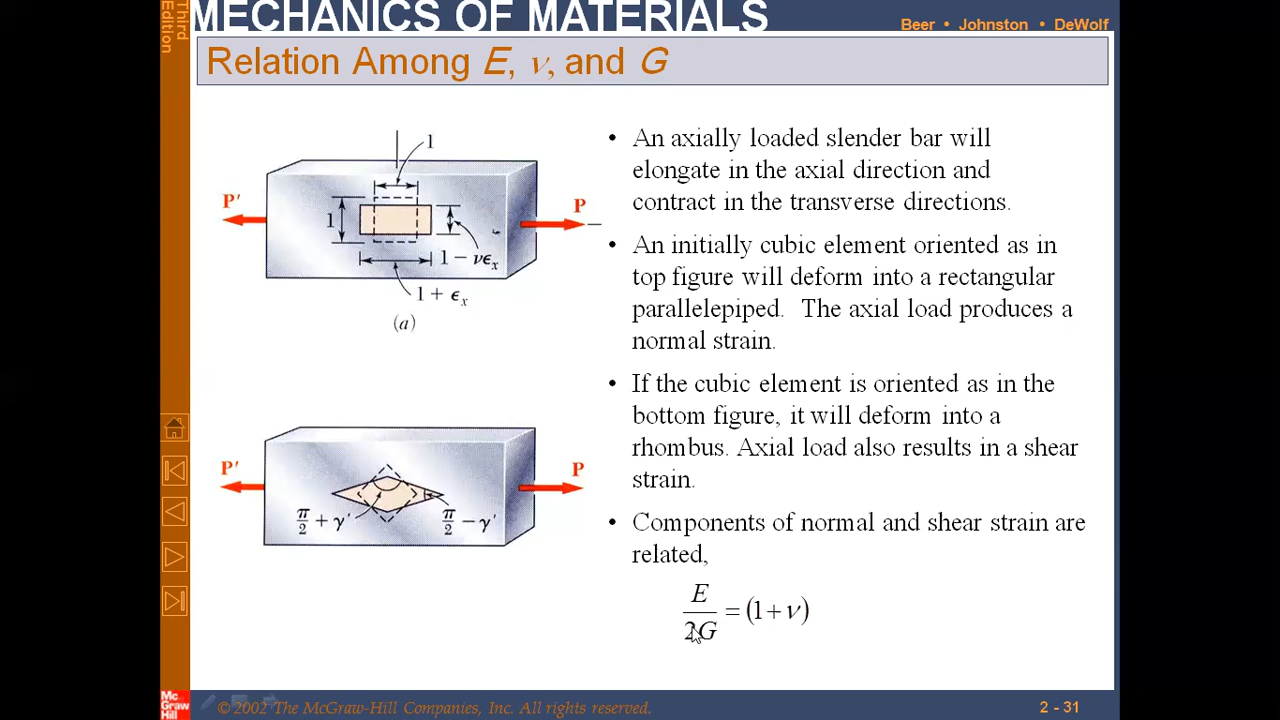 MECHANICS OF MATERIALS
Third
Edition
Beer • Johnston • DeWolf
Relation Among E, ν, and G
1
P′
1
P
1 − νϵx
1 + ϵx
(a)
P′
P
π/2 + γ′
π/2 − γ′
• An axially loaded slender bar will
elongate in the axial direction and
contract in the transverse directions.
• An initially cubic element oriented as in
top figure will deform into a rectangular
parallelepiped. The axial load produces a
normal strain.
• If the cubic element is oriented as in the
bottom figure, it will deform into a
rhombus. Axial load also results in a shear
strain.
• Components of normal and shear strain are
related,
E/2G = (1 + ν)
Mc
Graw
Hill
©2002 The McGraw-Hill Companies, Inc. All rights reserved.
2 - 31